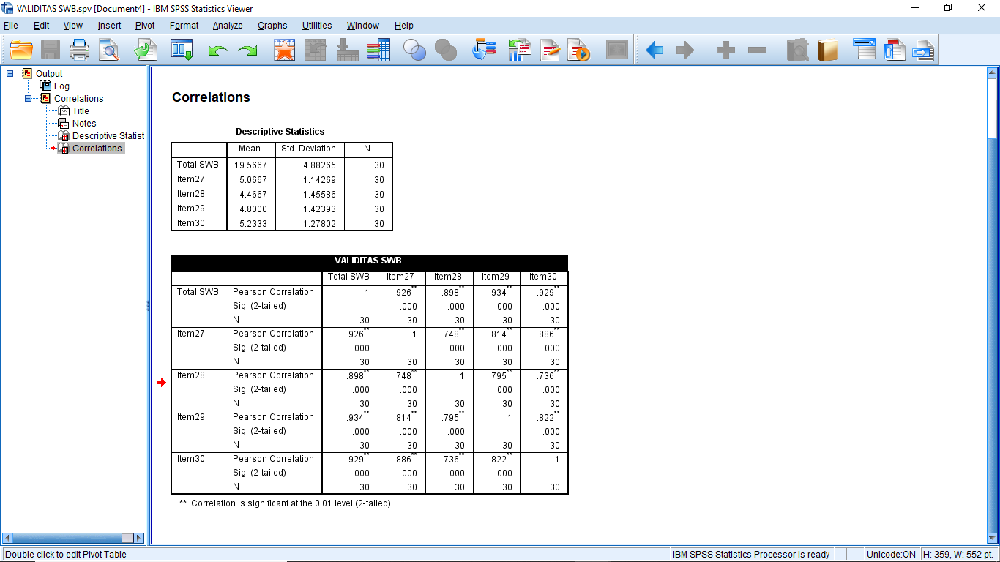 VALIDITAS SWB.spv [Document4] - IBM SPSS Statistics Viewer
File Edit View Insert Pivot Format Analyze Graphs Utilities Window Help
Output
Log
Correlations
Title
Notes
Descriptive Statist
Correlations
Correlations
Descriptive Statistics
Mean Std. Deviation N
Total SWB 19.5667 4.88265 30
Item27 5.0667 1.14269 30
Item28 4.4667 1.45586 30
Item29 4.8000 1.42393 30
Item30 5.2333 1.27802 30
VALIDITAS SWB
Total SWB Item27 Item28 Item29 Item30
Total SWB Pearson Correlation 1 .926** .898** .934** .929**
Sig. (2-tailed) .000 .000 .000 .000
N 30 30 30 30 30
Item27 Pearson Correlation .926** 1 .748** .814** .886**
Sig. (2-tailed) .000 .000 .000 .000
N 30 30 30 30 30
Item28 Pearson Correlation .898** .748** 1 .795** .736**
Sig. (2-tailed) .000 .000 .000 .000
N 30 30 30 30 30
Item29 Pearson Correlation .934** .814** .795** 1 .822**
Sig. (2-tailed) .000 .000 .000 .000
N 30 30 30 30 30
Item30 Pearson Correlation .929** .886** .736** .822** 1
Sig. (2-tailed) .000 .000 .000 .000
N 30 30 30 30 30
**. Correlation is significant at the 0.01 level (2-tailed).
Double click to edit Pivot Table IBM SPSS Statistics Processor is ready Unicode:ON H: 359, W: 552 pt.